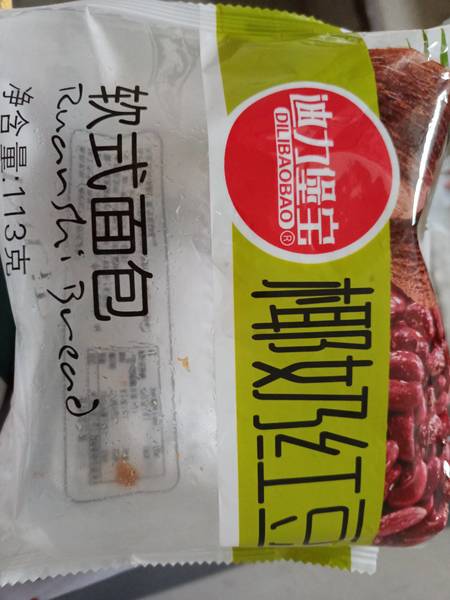 迪力堡宝
DILIBAOBAO®
椰奶红豆
软式面包
Ruanshi Bread
净含量:113克